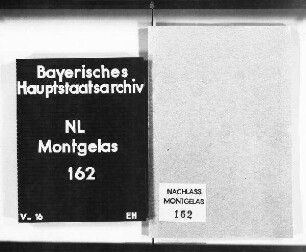 Bayerisches
Hauptstaatsarchiv
NL
Montgelas
162
V-16 EH
NACHLASS
MONTGELAS
162